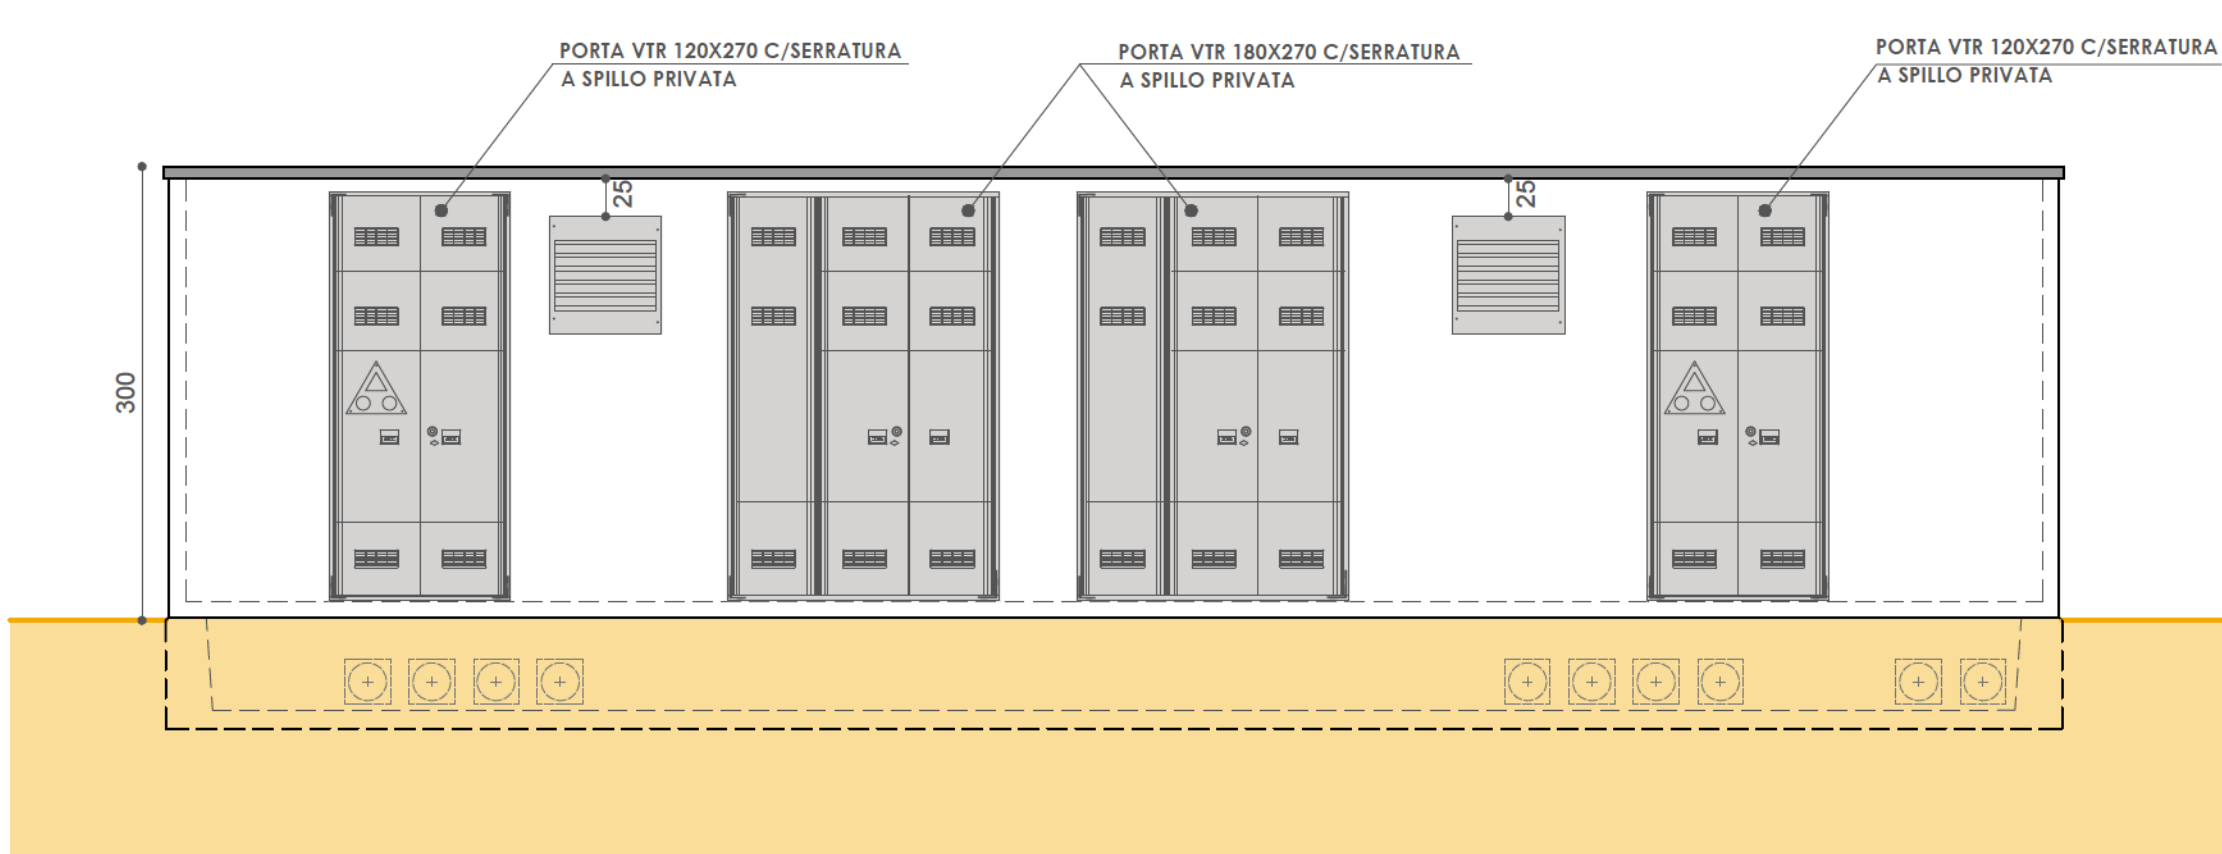 PORTA VTR 120X270 C/SERRATURA
A SPILLO PRIVATA
PORTA VTR 180X270 C/SERRATURA
A SPILLO PRIVATA
PORTA VTR 120X270 C/SERRATURA
A SPILLO PRIVATA
25
25
300